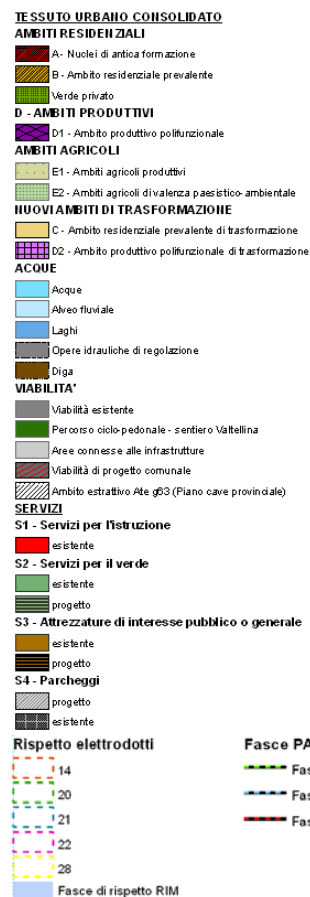 TESSUTO URBANO CONSOLIDATO
AMBITI RESIDENZIALI
A - Nuclei di antica formazione
B - Ambito residenziale prevalente
Verde privato
D - AMBITI PRODUTTIVI
D1 - Ambito produttivo polifunzionale
AMBITI AGRICOLI
E1 - Ambiti agricoli produttivi
E2 - Ambiti agricoli di valenza paesistico-ambientale
NUOVI AMBITI DI TRASFORMAZIONE
C - Ambito residenziale prevalente di trasformazione
D2 - Ambito produttivo polifunzionale di trasformazione
ACQUE
Acque
Alveo fluviale
Laghi
Opere idrauliche di regolazione
Diga
VIABILITA'
Viabilità esistente
Percorso ciclo-pedonale - sentiero Valtellina
Aree connesse alle infrastrutture
Viabilità di progetto comunale
Ambito estrattivo Ate g63 (Piano cave provinciale)
SERVIZI
S1 - Servizi per l'istruzione
esistente
S2 - Servizi per il verde
esistente
progetto
S3 - Attrezzature di interesse pubblico o generale
esistente
progetto
S4 - Parcheggi
progetto
esistente
Rispetto elettrodotti
14
20
21
22
28
Fasce di rispetto RIM
Fasce PA
Fas
Fas
Fas